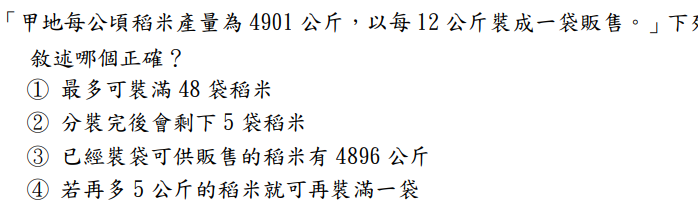 「甲地每公頃稻米產量為 4901 公斤，以每 12 公斤裝成一袋販售。」下列
敘述哪個正確？
① 最多可裝滿 48 袋稻米
② 分裝完後會剩下 5 袋稻米
③ 已經裝袋可供販售的稻米有 4896 公斤
④ 若再多 5 公斤的稻米就可再裝滿一袋